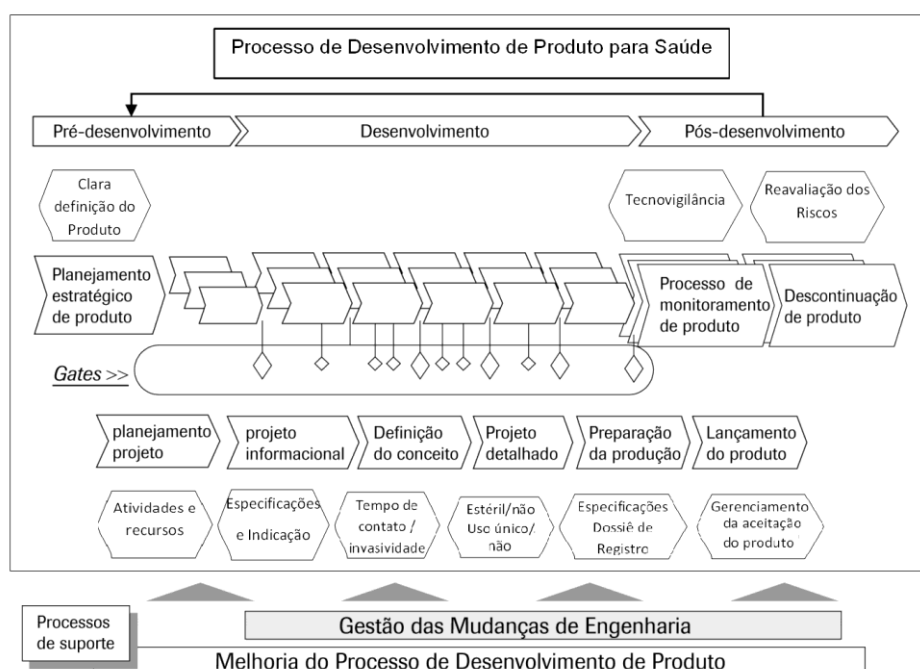 Processo de Desenvolvimento de Produto para Saúde
Pré-desenvolvimento
Desenvolvimento
Pós-desenvolvimento
Clara
definição do
Produto
Tecnovigilância
Reavaliação dos
Riscos
Planejamento
estratégico
de produto
Processo de
monitoramento
de produto
Descontinuação
de produto
Gates >>
planejamento
projeto
projeto
informacional
Definição
do conceito
Projeto
detalhado
Preparação
da produção
Lançamento
do produto
Atividades e
recursos
Especificações
e Indicação
Tempo de
contato /
invasividade
Estéril/não
Uso único/
não
Especificações
Dossiê de
Registro
Gerenciamento
da aceitação
do produto
Processos
de suporte
Gestão das Mudanças de Engenharia
Melhoria do Processo de Desenvolvimento de Produto